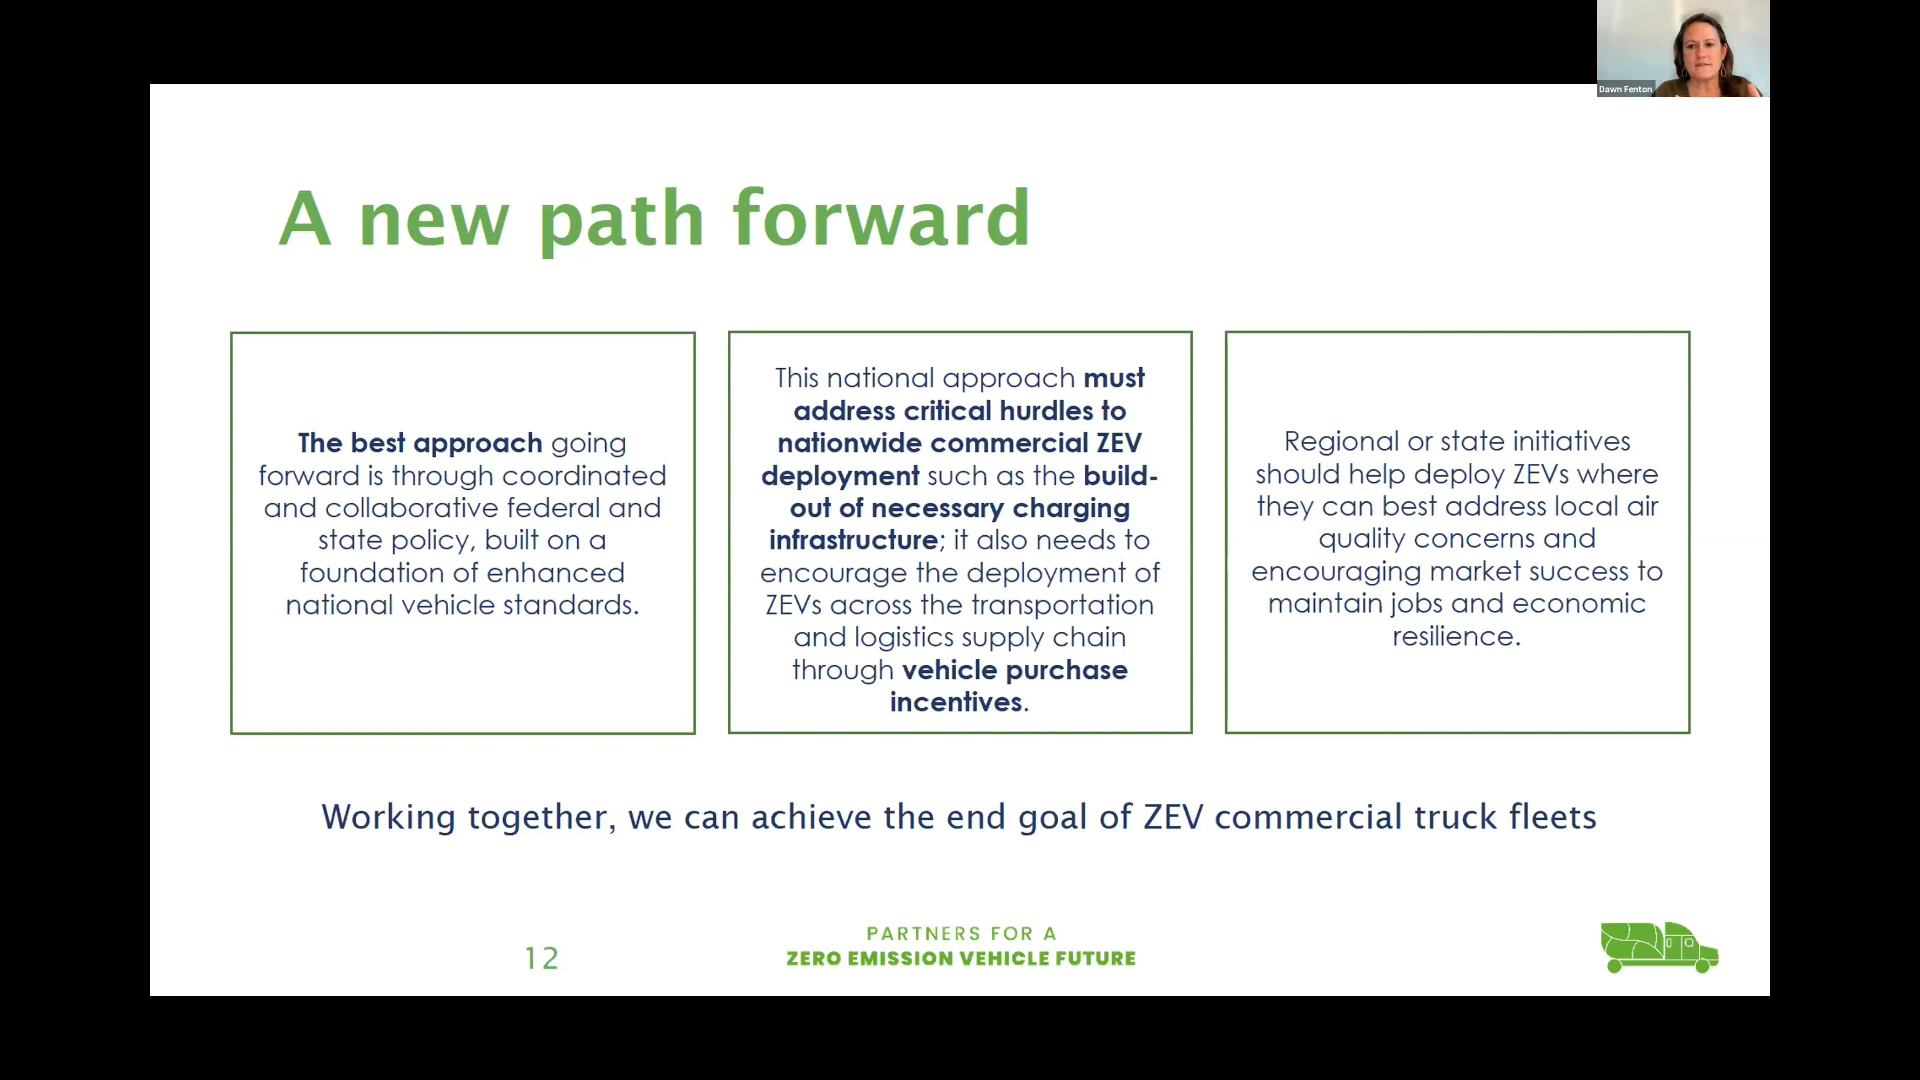 Dawn Fenton
A new path forward
The best approach going
forward is through coordinated
and collaborative federal and
state policy, built on a
foundation of enhanced
national vehicle standards.
This national approach must
address critical hurdles to
nationwide commercial ZEV
deployment such as the build-
out of necessary charging
infrastructure; it also needs to
encourage the deployment of
ZEVs across the transportation
and logistics supply chain
through vehicle purchase
incentives.
Regional or state initiatives
should help deploy ZEVs where
they can best address local air
quality concerns and
encouraging market success to
maintain jobs and economic
resilience.
Working together, we can achieve the end goal of ZEV commercial truck fleets
12
PARTNERS FOR A
ZERO EMISSION VEHICLE FUTURE